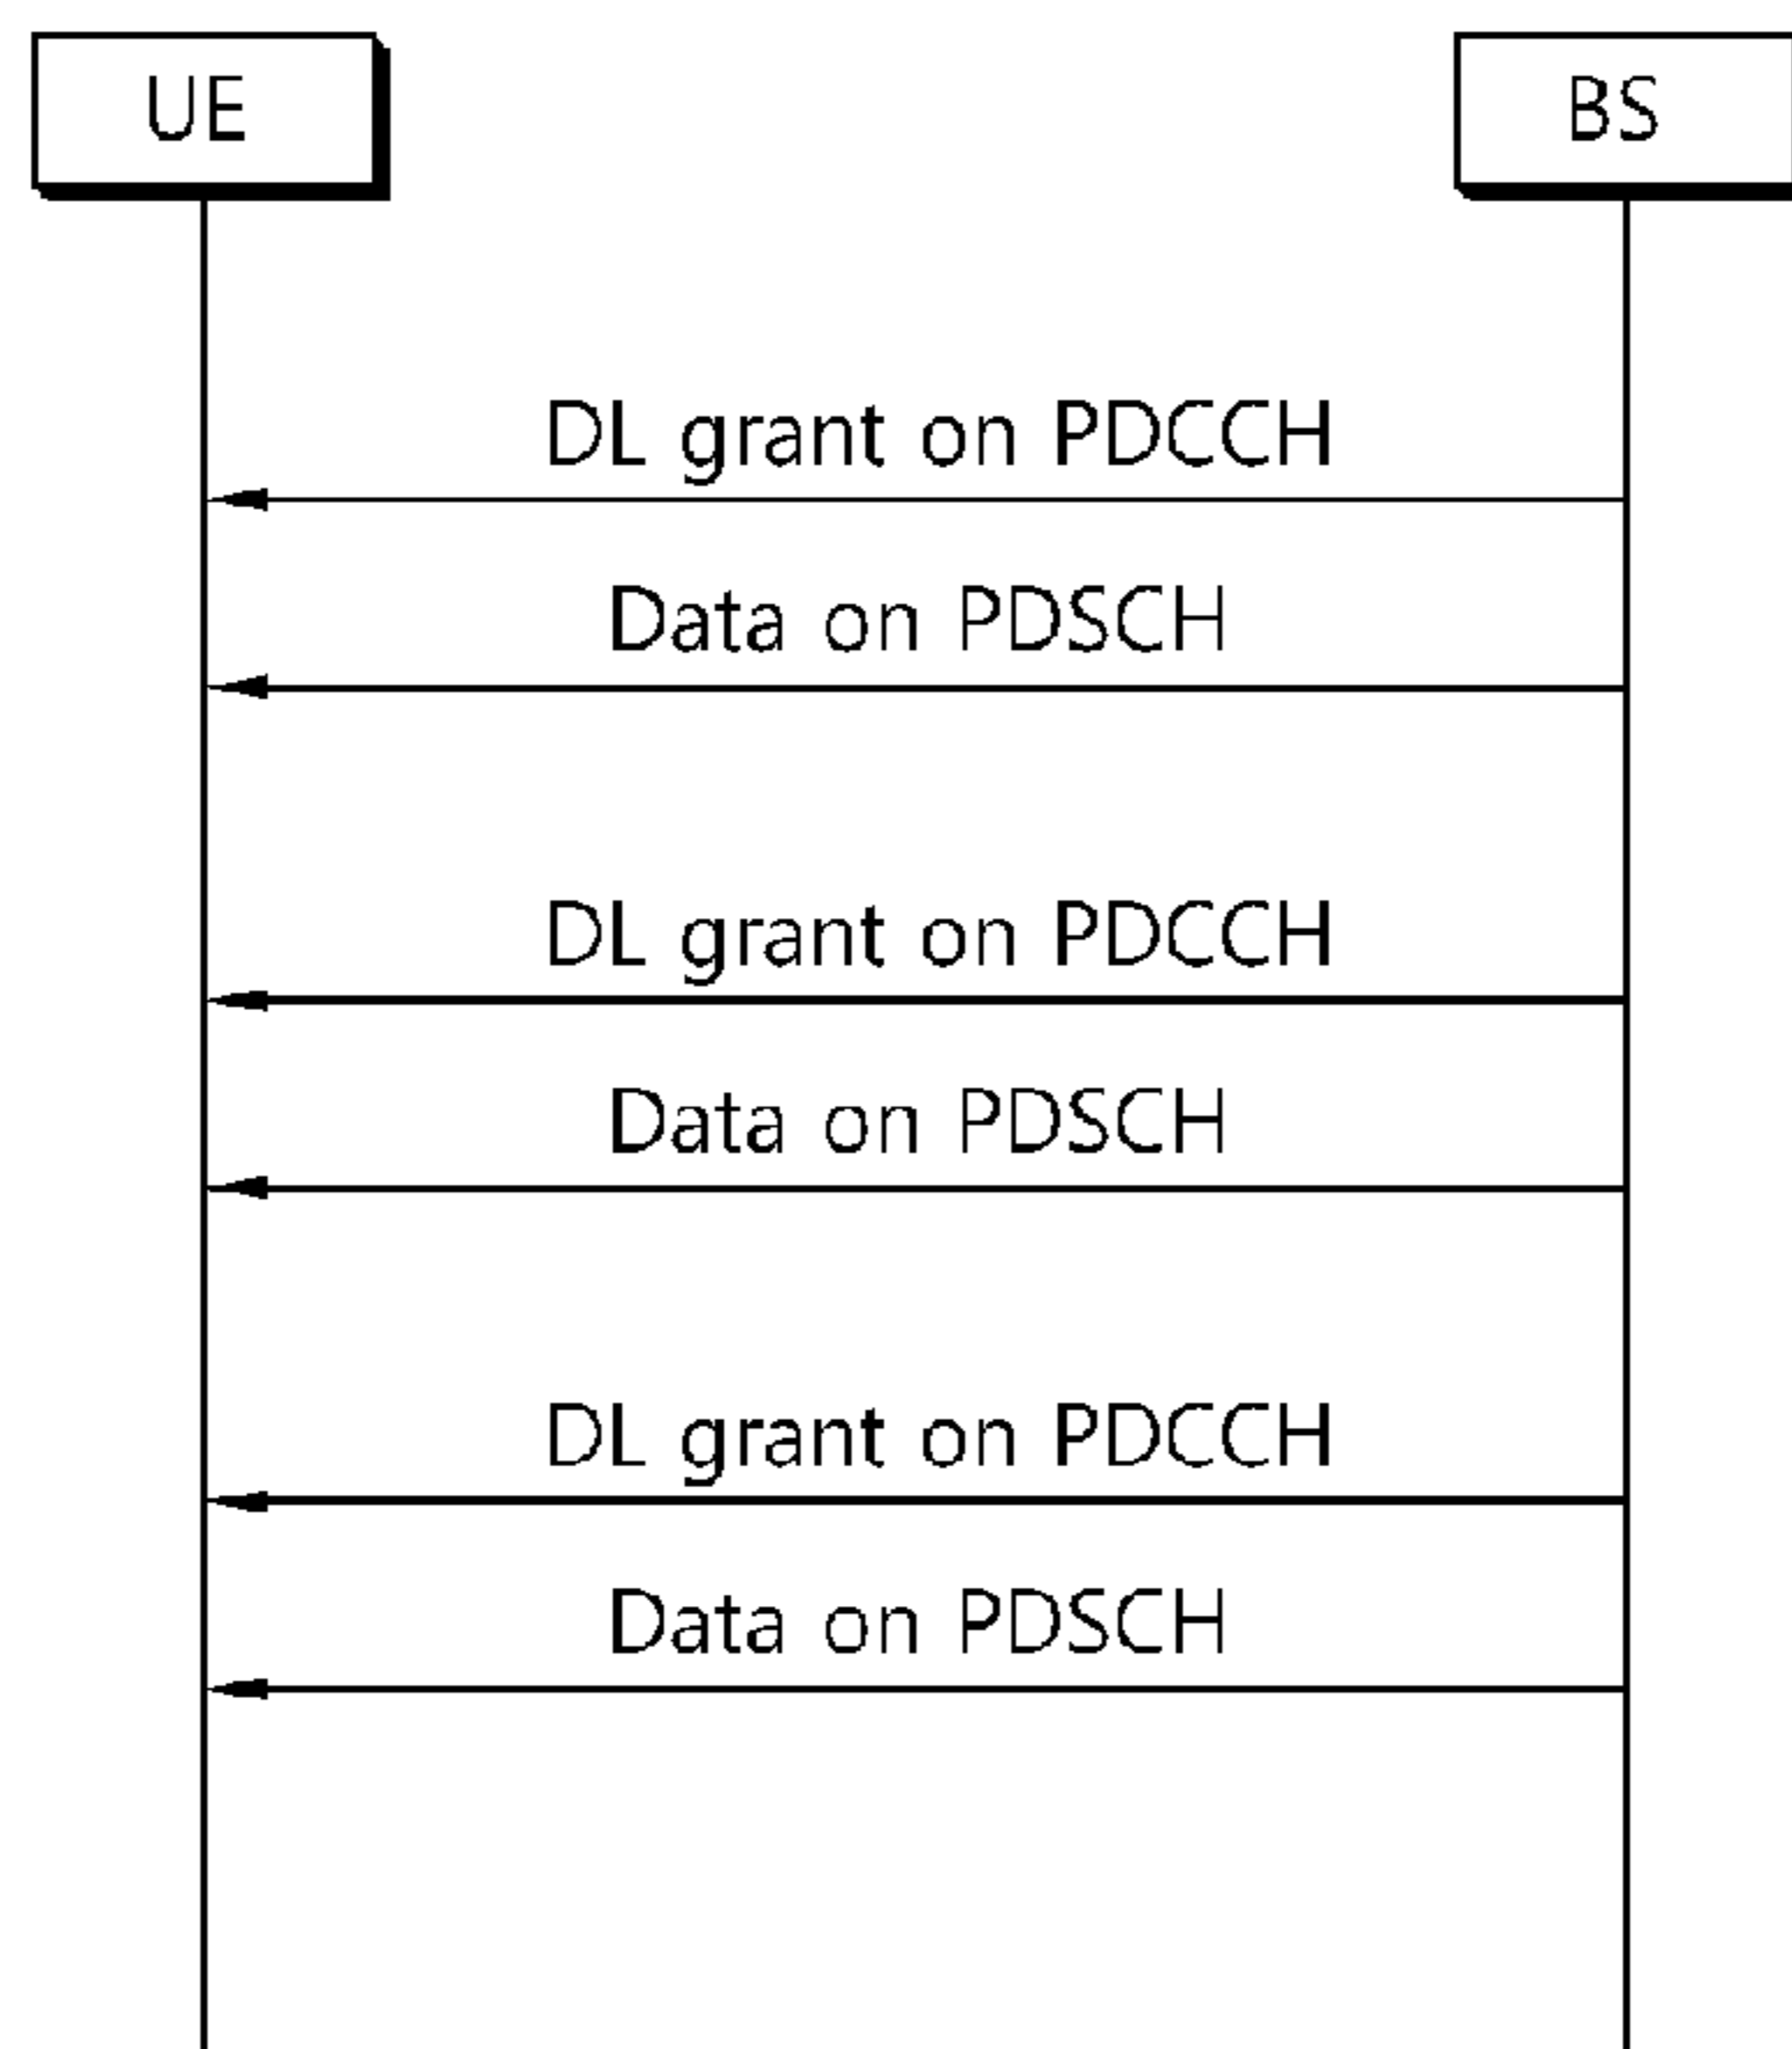 UE
BS
DL grant on PDCCH
Data on PDSCH
DL grant on PDCCH
Data on PDSCH
DL grant on PDCCH
Data on PDSCH